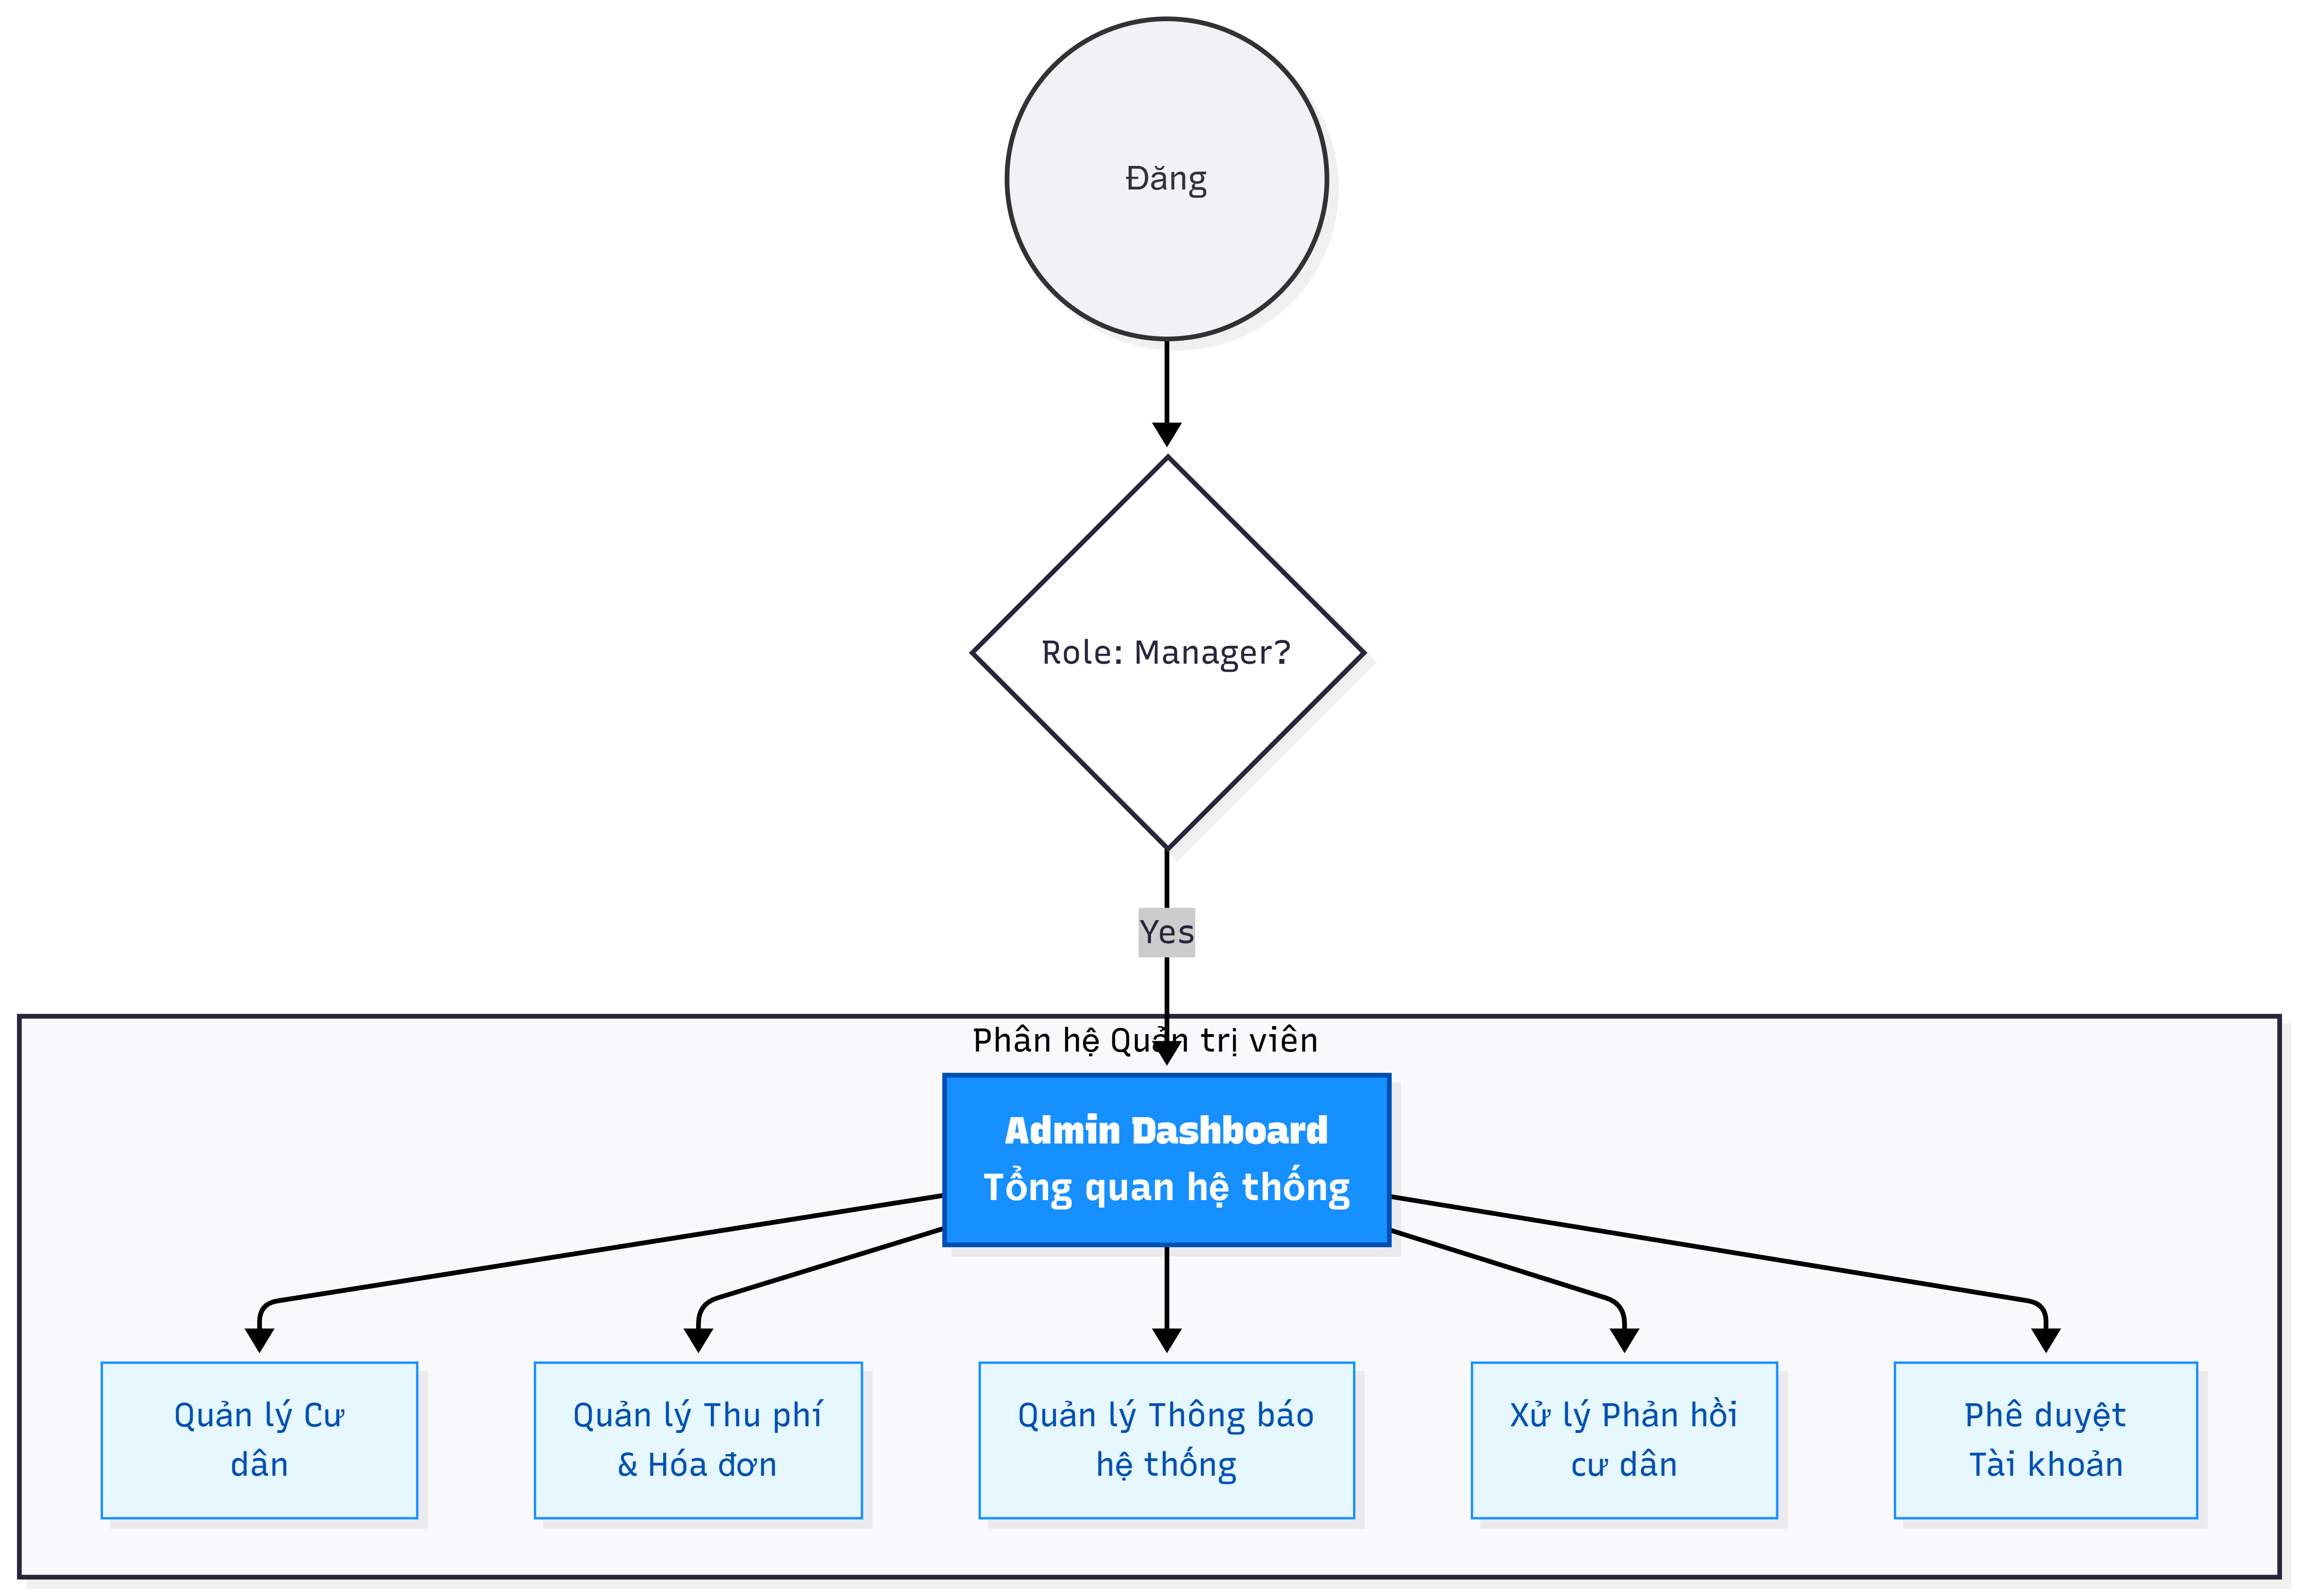 Đăng
Role: Manager?
Yes
Phân hệ Quản trị viên
Admin Dashboard
Tổng quan hệ thống
Quản lý Cư
dân
Quản lý Thu phí
& Hóa đơn
Quản lý Thông báo
hệ thống
Xử lý Phản hồi
cư dân
Phê duyệt
Tài khoản